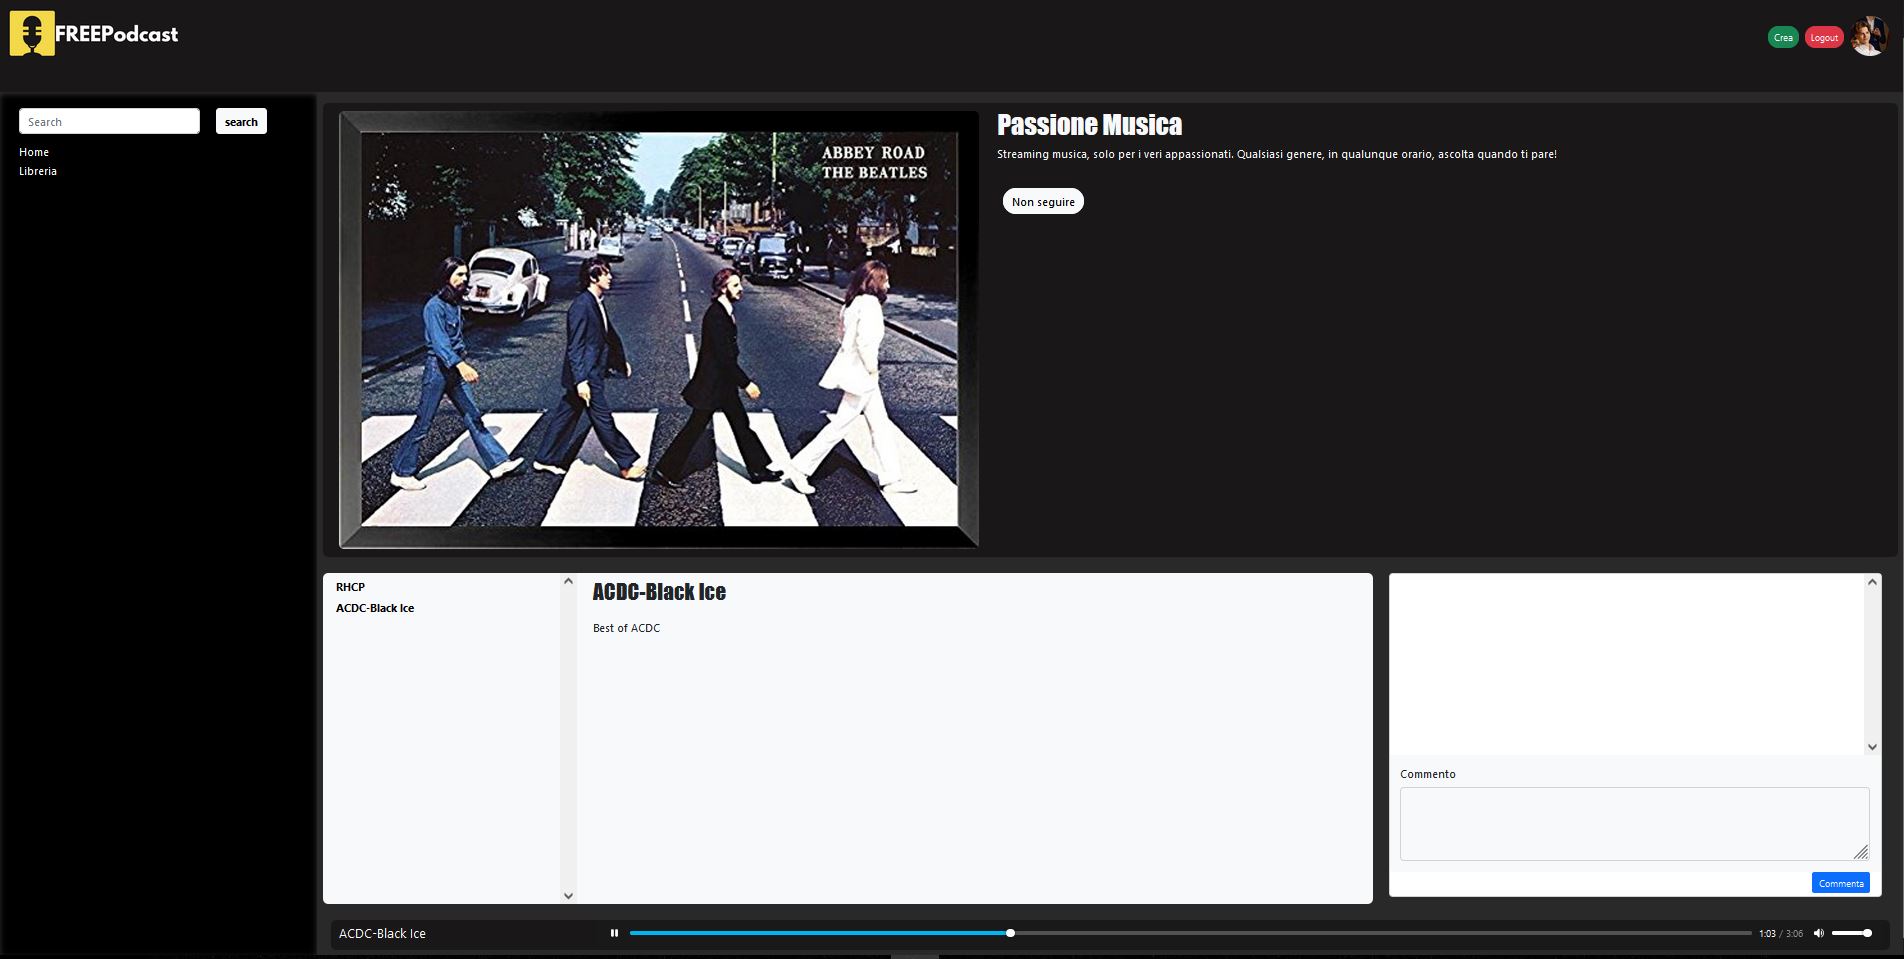 FREEPodcast
Crea
Logout
Search
search
Home
Libreria
ABBEY ROAD
THE BEATLES
Passione Musica
Streaming musica, solo per i veri appassionati. Qualsiasi genere, in qualunque orario, ascolta quando ti pare!
Non seguire
RHCP
ACDC-Black Ice
ACDC-Black Ice
Best of ACDC
Commento
Commenta
ACDC-Black Ice
1:03 / 3:06